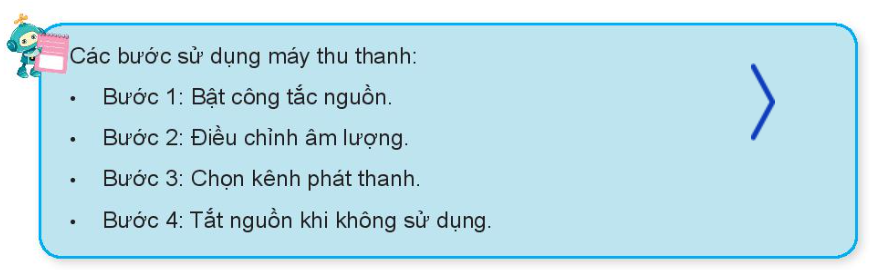 Các bước sử dụng máy thu thanh:
• Bước 1: Bật công tắc nguồn.
• Bước 2: Điều chỉnh âm lượng.
• Bước 3: Chọn kênh phát thanh.
• Bước 4: Tắt nguồn khi không sử dụng.